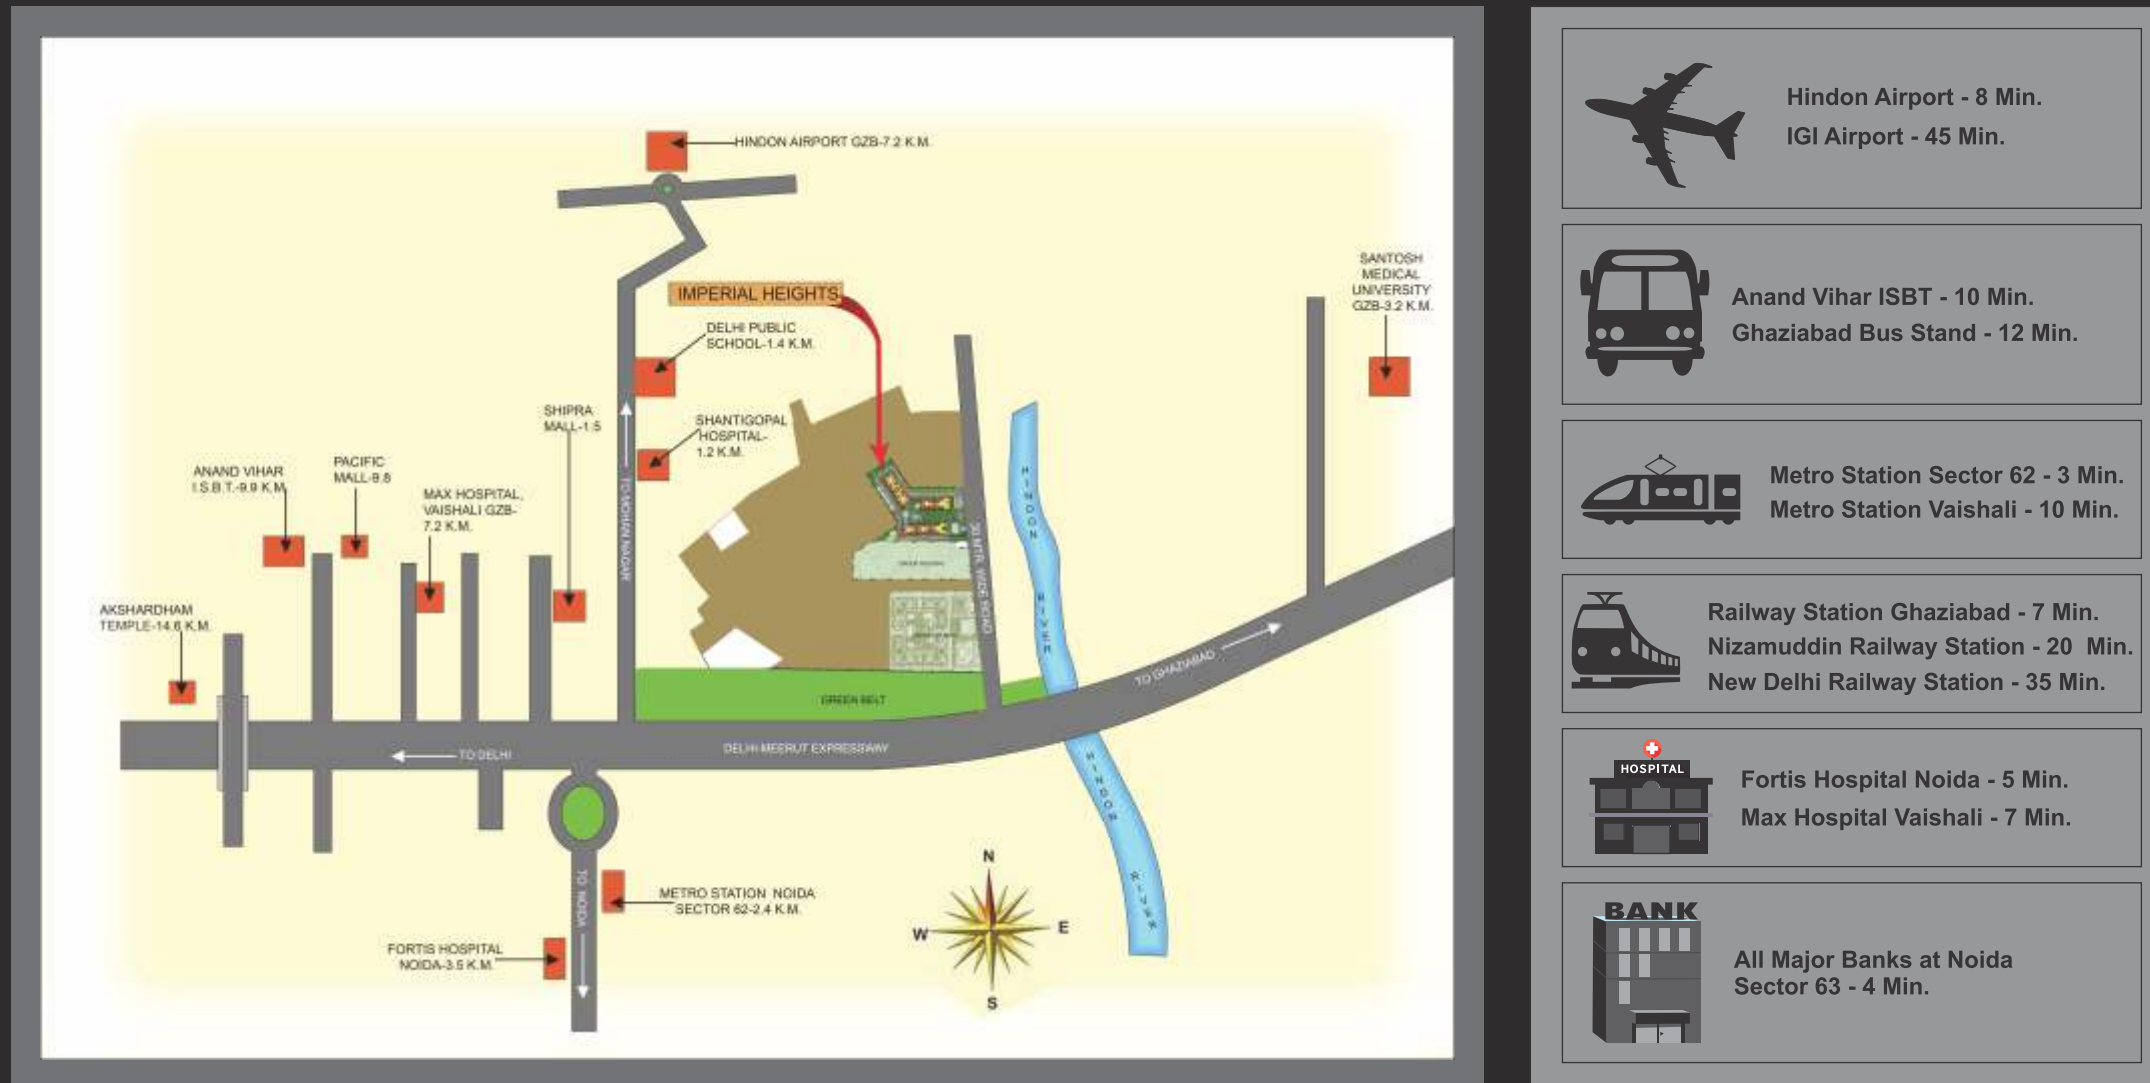 HINDON AIRPORT GZB-7.2 K.M.
SANTOSH
MEDICAL
UNIVERSITY
GZB-3.2 K.M.
IMPERIAL HEIGHTS
DELHI PUBLIC
SCHOOL-1.4 K.M.
SHIPRA
MALL-1.5
SHANTIGOPAL
HOSPITAL-
1.2 K.M.
PACIFIC
MALL-9.8
ANAND VIHAR
I.S.B.T.-9.9 K.M.
MAX HOSPITAL,
VAISHALI GZB-
7.2 K.M.
TO MOHAN NAGAR
30 MTR. WIDE ROAD
HINDON
RIVER
AKSHARDHAM
TEMPLE-14.6 K.M.
TO GHAZIABAD
GREEN BELT
TO DELHI
DELHI-MEERUT EXPRESSWAY
HINDON
RIVER
TO NOIDA
METRO STATION NOIDA
SECTOR 62-2.4 K.M.
FORTIS HOSPITAL
NOIDA-3.5 K.M.
N
W
E
S
Hindon Airport - 8 Min.
IGI Airport - 45 Min.
Anand Vihar ISBT - 10 Min.
Ghaziabad Bus Stand - 12 Min.
Metro Station Sector 62 - 3 Min.
Metro Station Vaishali - 10 Min.
Railway Station Ghaziabad - 7 Min.
Nizamuddin Railway Station - 20 Min.
New Delhi Railway Station - 35 Min.
HOSPITAL
Fortis Hospital Noida - 5 Min.
Max Hospital Vaishali - 7 Min.
BANK
All Major Banks at Noida
Sector 63 - 4 Min.